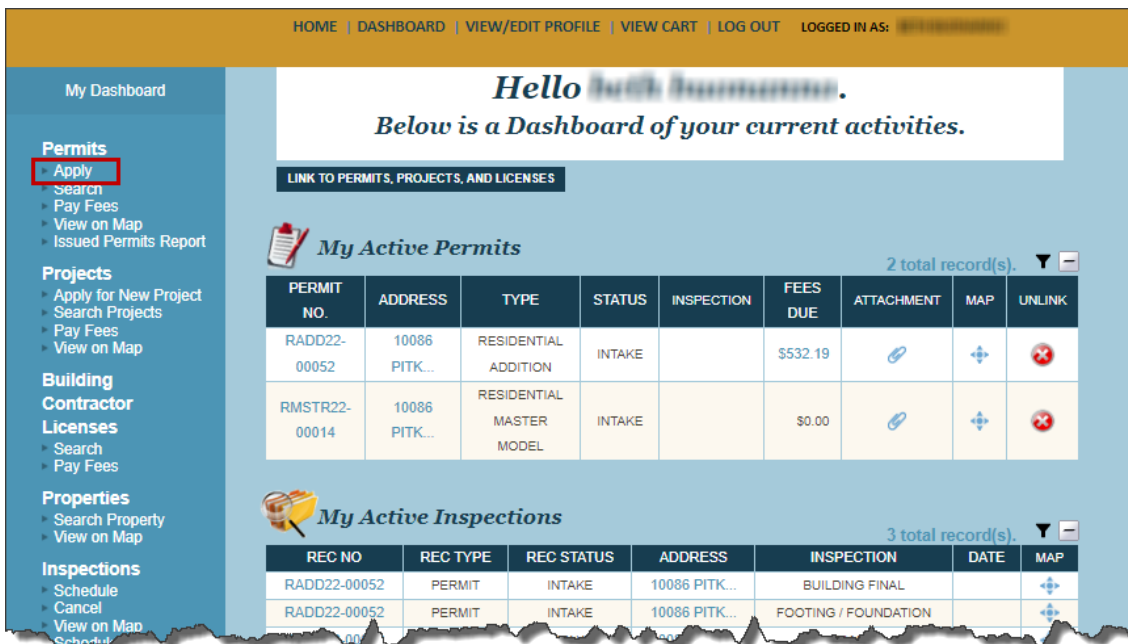 HOME | DASHBOARD | VIEW/EDIT PROFILE | VIEW CART | LOG OUT LOGGED IN AS:
My Dashboard
Permits
Apply
Search
Pay Fees
View on Map
Issued Permits Report
Projects
Apply for New Project
Search Projects
Pay Fees
View on Map
Building
Contractor
Licenses
Search
Pay Fees
Properties
Search Property
View on Map
Inspections
Schedule
Cancel
View on Map
Hello .
Below is a Dashboard of your current activities.
LINK TO PERMITS, PROJECTS, AND LICENSES
My Active Permits
2 total record(s).
PERMIT NO. ADDRESS TYPE STATUS INSPECTION FEES DUE ATTACHMENT MAP UNLINK
RADD22-00052 10086 PITK... RESIDENTIAL ADDITION INTAKE $532.19
RMSTR22-00014 10086 PITK... RESIDENTIAL MASTER MODEL INTAKE $0.00
My Active Inspections
3 total record(s).
REC NO REC TYPE REC STATUS ADDRESS INSPECTION DATE MAP
RADD22-00052 PERMIT INTAKE 10086 PITK... BUILDING FINAL
RADD22-00052 PERMIT INTAKE 10086 PITK... FOOTING / FOUNDATION